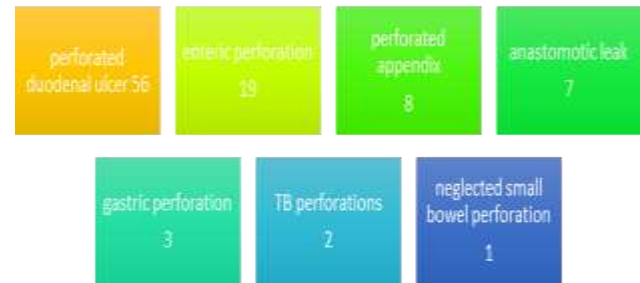 perforated
duodenal ulcer 56
enteric perforation
19
perforated
appendix
8
anastomotic leak
7
gastric perforation
3
TB perforations
2
neglected small
bowel perforation
1